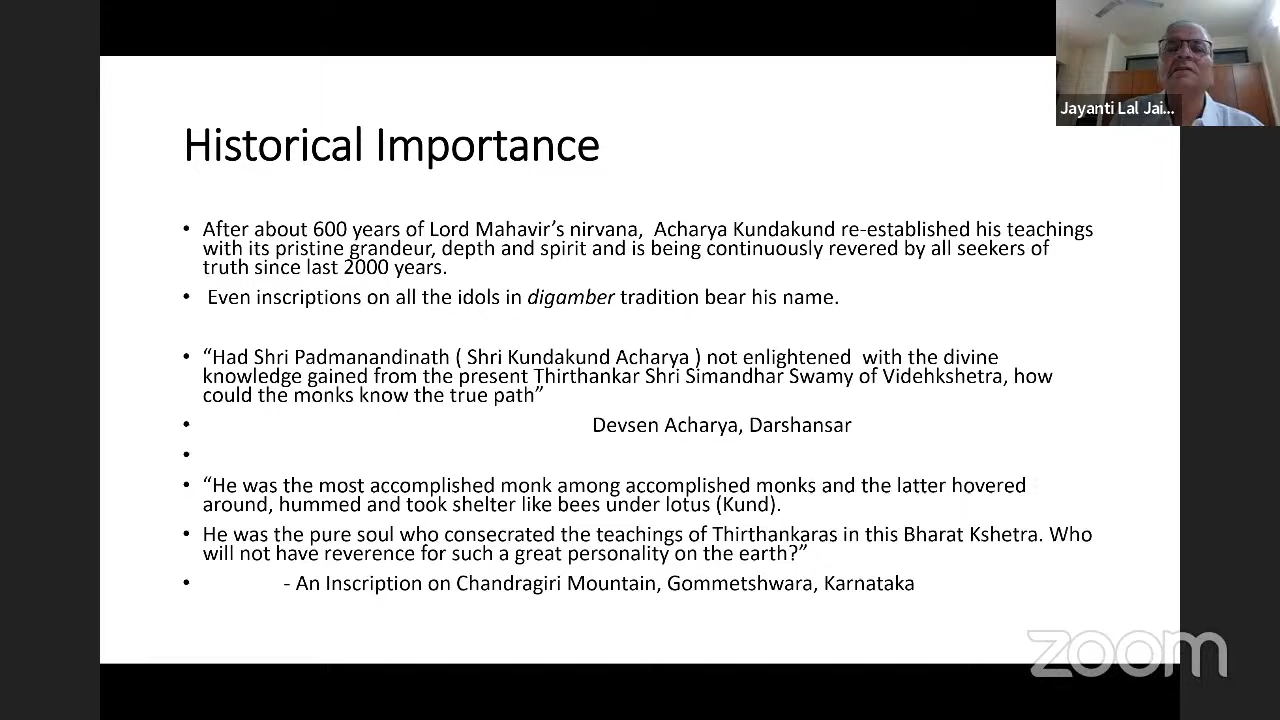 Jayanti Lal Jai...
Historical Importance
• After about 600 years of Lord Mahavir’s nirvana, Acharya Kundakund re-established his teachings
with its pristine grandeur, depth and spirit and is being continuously revered by all seekers of
truth since last 2000 years.
• Even inscriptions on all the idols in digamber tradition bear his name.
• “Had Shri Padmanandinath ( Shri Kundakund Acharya ) not enlightened with the divine
knowledge gained from the present Thirthankar Shri Simandhar Swamy of Videhkshetra, how
could the monks know the true path”
• Devsen Acharya, Darshansar
•
• “He was the most accomplished monk among accomplished monks and the latter hovered
around, hummed and took shelter like bees under lotus (Kund).
• He was the pure soul who consecrated the teachings of Thirthankaras in this Bharat Kshetra. Who
will not have reverence for such a great personality on the earth?”
• - An Inscription on Chandragiri Mountain, Gommetshwara, Karnataka
zoom